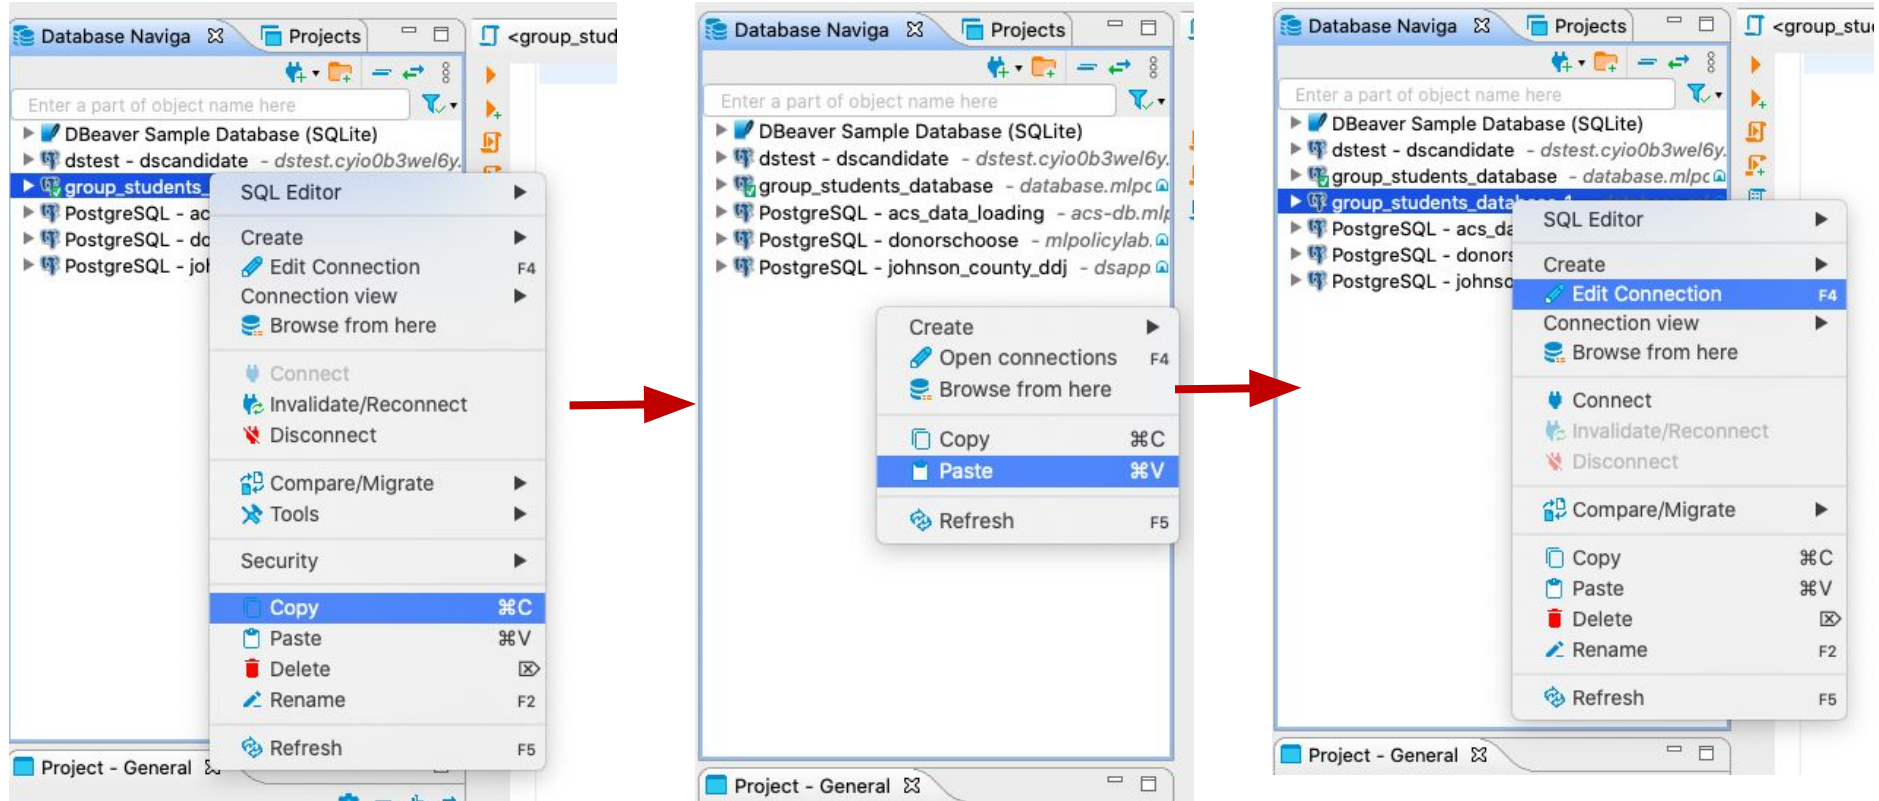 Database Naviga
Projects
<group_stud
Enter a part of object name here
DBeaver Sample Database (SQLite)
dstest - dscandidate - dstest.cyio0b3wel6y.
group_students_
PostgreSQL - ac
PostgreSQL - do
PostgreSQL - joh
SQL Editor
Create
Edit Connection F4
Connection view
Browse from here
Connect
Invalidate/Reconnect
Disconnect
Compare/Migrate
Tools
Security
Copy ⌘C
Paste ⌘V
Delete ⌦
Rename F2
Refresh F5
Project - General
Database Naviga
Projects
Enter a part of object name here
DBeaver Sample Database (SQLite)
dstest - dscandidate - dstest.cyio0b3wel6y.
group_students_database - database.mlpc
PostgreSQL - acs_data_loading - acs-db.mlp
PostgreSQL - donorschoose - mlpolicylab.
PostgreSQL - johnson_county_ddj - dsapp
Create
Open connections F4
Browse from here
Copy ⌘C
Paste ⌘V
Refresh F5
Project - General
Database Naviga
Projects
<group_stu
Enter a part of object name here
DBeaver Sample Database (SQLite)
dstest - dscandidate - dstest.cyio0b3wel6y.
group_students_database - database.mlpc
group_students_data
PostgreSQL - acs_da
PostgreSQL - donors
PostgreSQL - johnso
SQL Editor
Create
Edit Connection F4
Connection view
Browse from here
Connect
Invalidate/Reconnect
Disconnect
Compare/Migrate
Copy ⌘C
Paste ⌘V
Delete ⌦
Rename F2
Refresh F5
Project - General